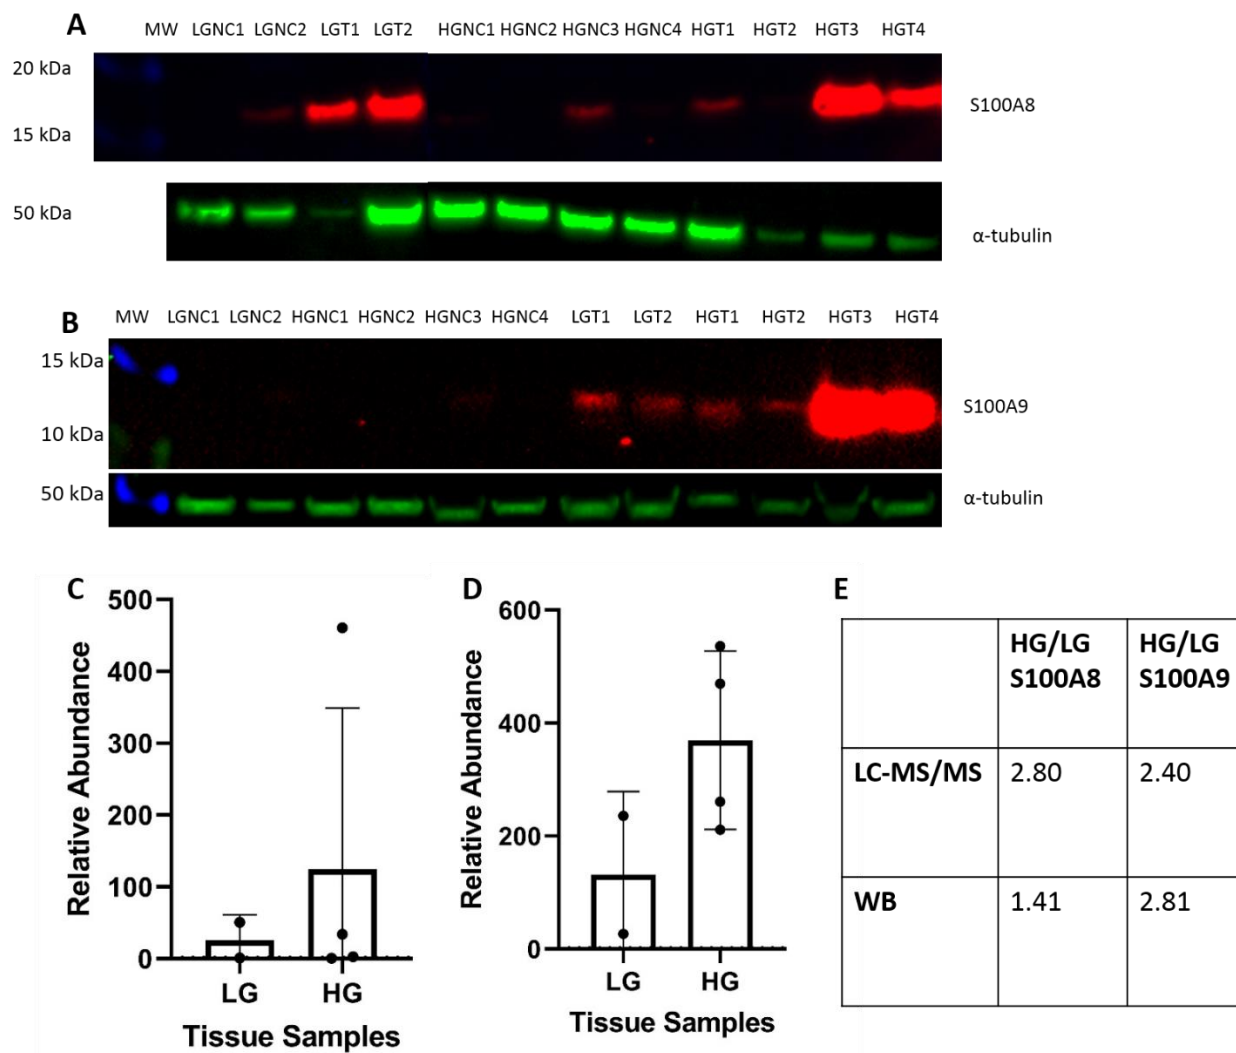 A
MW LGNC1 LGNC2 LGT1 LGT2 HGNC1 HGNC2 HGNC3 HGNC4 HGT1 HGT2 HGT3 HGT4
20 kDa
S100A8
15 kDa
50 kDa
α-tubulin
B
MW LGNC1 LGNC2 HGNC1 HGNC2 HGNC3 HGNC4 LGT1 LGT2 HGT1 HGT2 HGT3 HGT4
15 kDa
S100A9
10 kDa
50 kDa
α-tubulin
C
Relative Abundance
500
400
300
200
100
0
LG HG
Tissue Samples
D
Relative Abundance
600
400
200
0
LG HG
Tissue Samples
E
HG/LG HG/LG
S100A8 S100A9
LC-MS/MS 2.80 2.40
WB 1.41 2.81